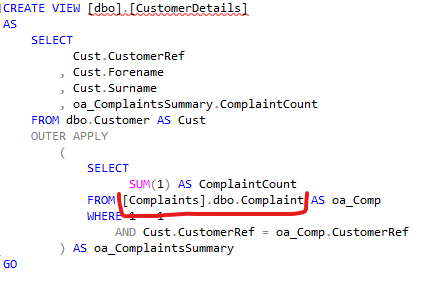 CREATE VIEW [dbo].[CustomerDetails]
AS
SELECT
Cust.CustomerRef
, Cust.Forename
, Cust.Surname
, oa_ComplaintsSummary.ComplaintCount
FROM dbo.Customer AS Cust
OUTER APPLY
(
SELECT
SUM(1) AS ComplaintCount
FROM [Complaints].dbo.Complaint AS oa_Comp
WHERE 1 1
AND Cust.CustomerRef = oa_Comp.CustomerRef
) AS oa_ComplaintsSummary
GO